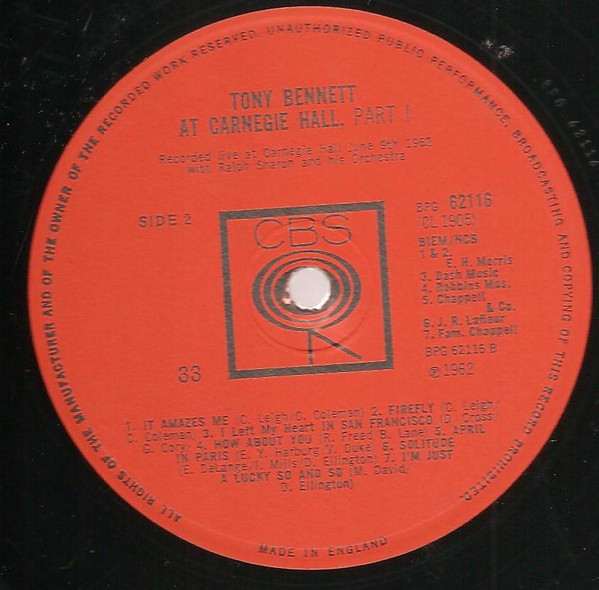 ALL RIGHTS OF THE MANUFACTURER AND OF THE OWNER OF THE RECORDED WORK RESERVED. UNAUTHORIZED PUBLIC PERFORMANCE, BROADCASTING AND COPYING OF THIS RECORD PROHIBITED.
TONY BENNETT
AT CARNEGIE HALL. PART I
Recorded live at Carnegie Hall June 9th 1962
with Ralph Sharon and his Orchestra
SIDE 2
BPG 62116
(CL 1905)
CBS
BIEM/NCB
1 & 2.
E. H. Morris
3. Dash Music
4. Robbins Mus.
5. Chappell
& Co.
6. J. R. Lafleur
7. Fam. Chappell
BPG 62116 B
33
℗1962
1. IT AMAZES ME (C. Leigh/C. Coleman) 2. FIREFLY (C. Leigh/
C. Coleman) 3. I Left My Heart IN SAN FRANCISCO (D. Cross/
G. Cory) 4. HOW ABOUT YOU (R. Freed B. Lane) 5. APRIL
IN PARIS (E. Y. Harburg/V. Duke) 6. SOLITUDE
(E. DeLange/I. Mills/D. Ellington) 7. I'M JUST
A LUCKY SO AND SO (M. David/
D. Ellington)
MADE IN ENGLAND
BPG 62116